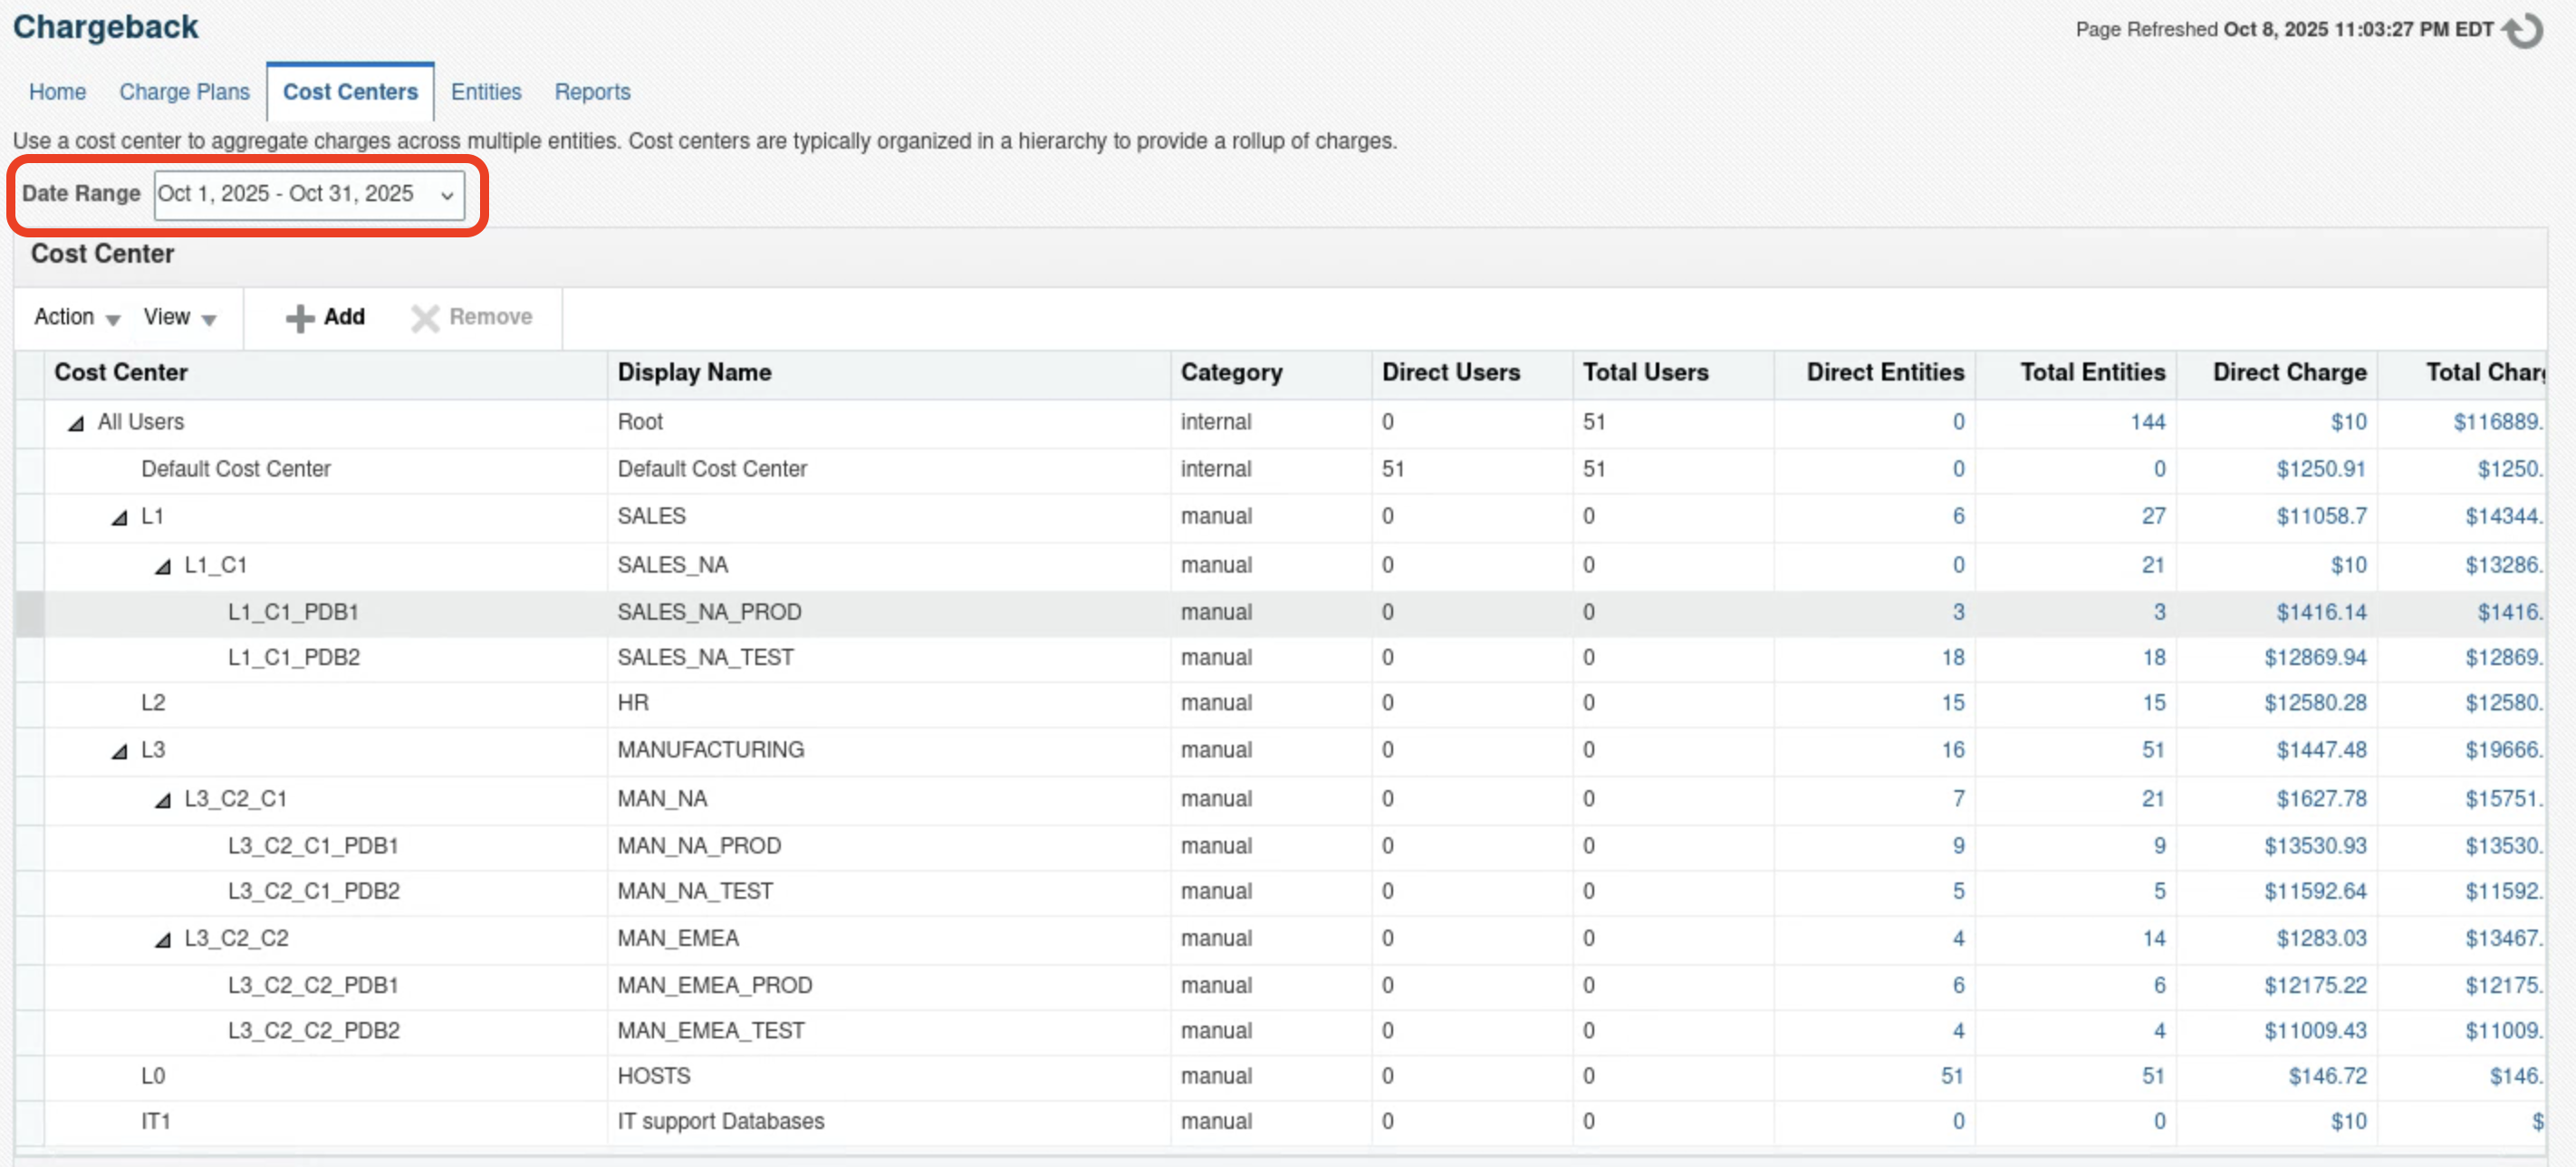 Chargeback
Page Refreshed Oct 8, 2025 11:03:27 PM EDT
Home Charge Plans Cost Centers Entities Reports
Use a cost center to aggregate charges across multiple entities. Cost centers are typically organized in a hierarchy to provide a rollup of charges.
Date Range Oct 1, 2025 - Oct 31, 2025
Cost Center
Action View Add Remove
Cost Center Display Name Category Direct Users Total Users Direct Entities Total Entities Direct Charge Total Charg
All Users Root internal 0 51 0 144 $10 $116889.
Default Cost Center Default Cost Center internal 51 51 0 0 $1250.91 $1250.
L1 SALES manual 0 0 6 27 $11058.7 $14344.
L1_C1 SALES_NA manual 0 0 0 21 $10 $13286.
L1_C1_PDB1 SALES_NA_PROD manual 0 0 3 3 $1416.14 $1416.
L1_C1_PDB2 SALES_NA_TEST manual 0 0 18 18 $12869.94 $12869.
L2 HR manual 0 0 15 15 $12580.28 $12580.
L3 MANUFACTURING manual 0 0 16 51 $1447.48 $19666.
L3_C2_C1 MAN_NA manual 0 0 7 21 $1627.78 $15751.
L3_C2_C1_PDB1 MAN_NA_PROD manual 0 0 9 9 $13530.93 $13530.
L3_C2_C1_PDB2 MAN_NA_TEST manual 0 0 5 5 $11592.64 $11592.
L3_C2_C2 MAN_EMEA manual 0 0 4 14 $1283.03 $13467.
L3_C2_C2_PDB1 MAN_EMEA_PROD manual 0 0 6 6 $12175.22 $12175.
L3_C2_C2_PDB2 MAN_EMEA_TEST manual 0 0 4 4 $11009.43 $11009.
L0 HOSTS manual 0 0 51 51 $146.72 $146.
IT1 IT support Databases manual 0 0 0 0 $10 $